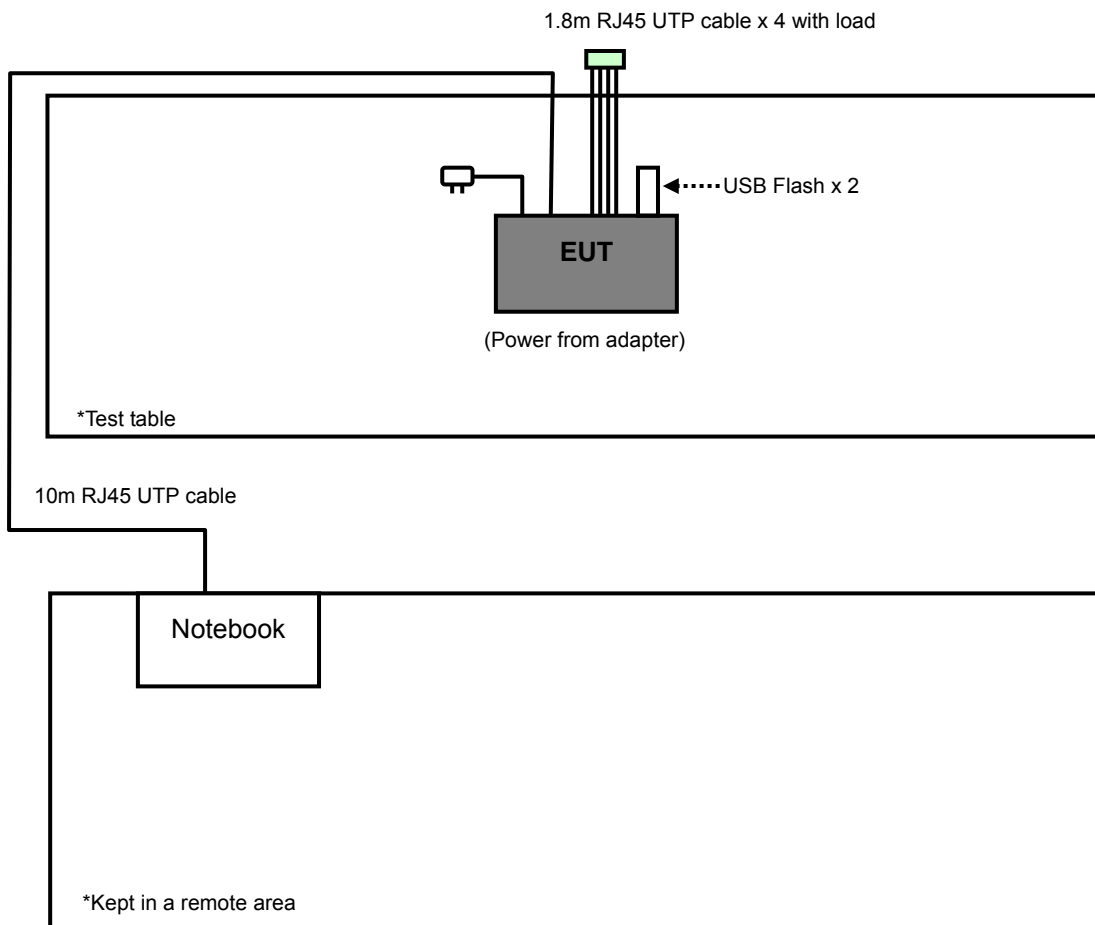 1.8m RJ45 UTP cable x 4 with load
USB Flash x 2
EUT
(Power from adapter)
*Test table
10m RJ45 UTP cable
Notebook
*Kept in a remote area